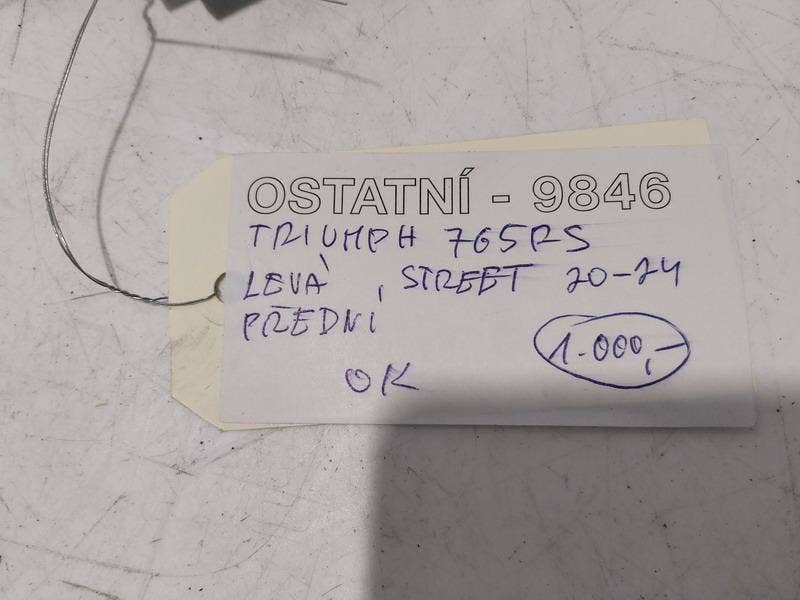 OSTATNÍ - 9846
TRIUMPH 765RS
LEVÁ , STREET 20-24
PŘEDNÍ
1.000,-
OK